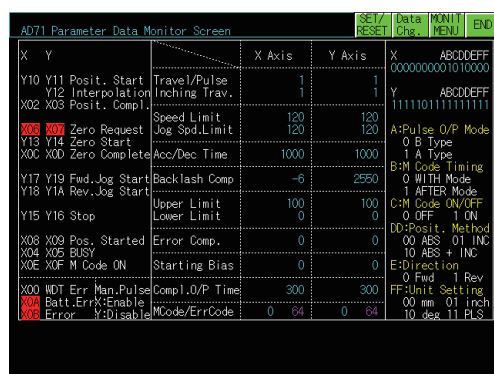 AD71 Parameter Data Monitor Screen
SET/ RESET
Data Chg.
MONIT MENU
END
X Y
Y10 Y11 Posit. Start
Y12 Interpolation
X02 X03 Posit. Compl.
X06 X07 Zero Request
Y13 Y14 Zero Start
X0C X0D Zero Complete
Y17 Y19 Fwd.Jog Start
Y18 Y1A Rev.Jog Start
Y15 Y16 Stop
X08 X09 Pos. Started
X04 X05 BUSY
X0E X0F M Code ON
X00 WDT Err Man.Pulse
X0A Batt.Err X:Enable
X0B Error Y:Disable
X Axis Y Axis
Travel/Pulse 1 1
Inching Trav. 1 1
Speed Limit 120 120
Jog Spd.Limit 120 120
Acc/Dec Time 1000 1000
Backlash Comp -6 2550
Upper Limit 100 100
Lower Limit 0 0
Error Comp. 0 0
Starting Bias 0 0
Compl.O/P Time 300 300
MCode/ErrCode 0 64 0 64
X ABCDDEFF
0000000001010000
Y ABCDDEFF
1111101111111111
A:Pulse O/P Mode
0 B Type
1 A Type
B:M Code Timing
0 WITH Mode
1 AFTER Mode
C:M Code ON/OFF
0 OFF 1 ON
DD:Posit. Method
00 ABS 01 INC
10 ABS + INC
E:Direction
0 Fwd 1 Rev
FF:Unit Setting
00 mm 01 inch
10 deg 11 PLS